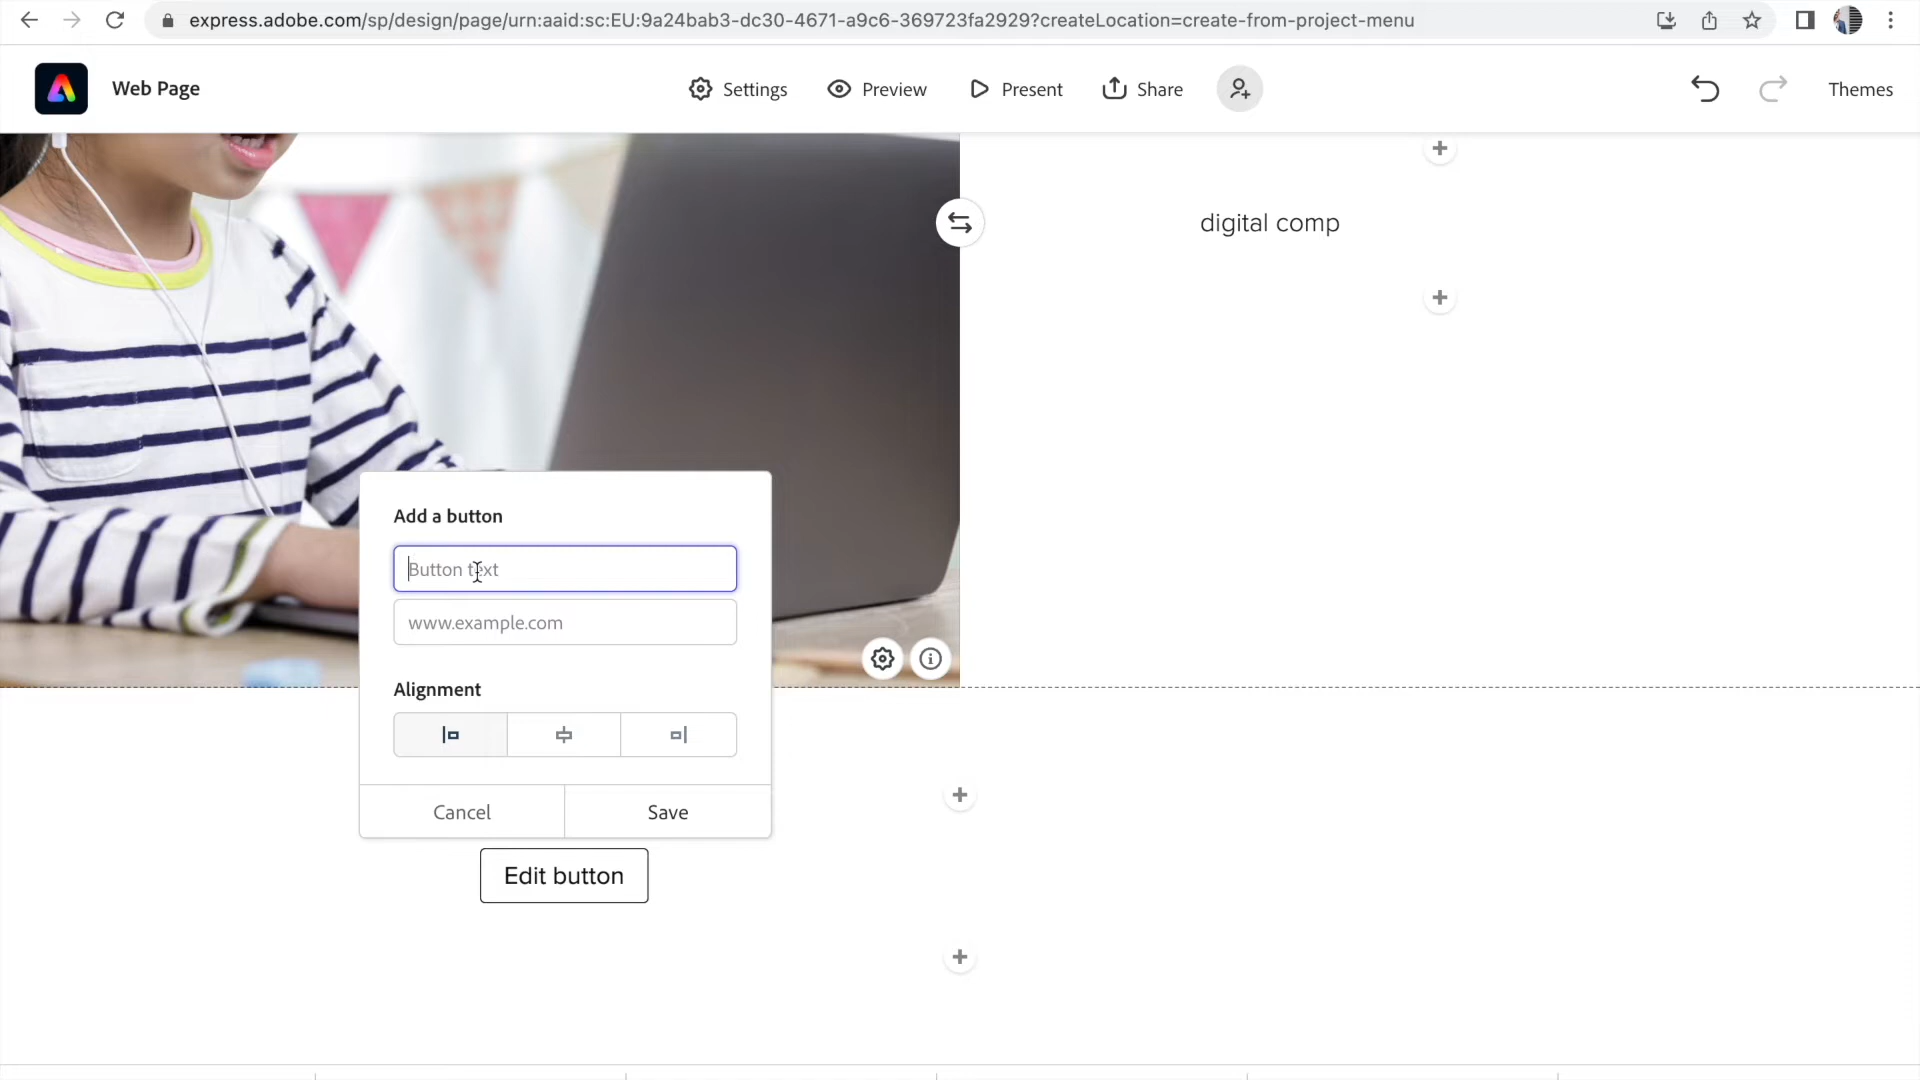 express.adobe.com/sp/design/page/urn:aaid:sc:EU:9a24bab3-dc30-4671-a9c6-369723fa2929?createLocation=create-from-project-menu
Web Page
Settings
Preview
Present
Share
Themes
digital comp
Add a button
Button text
www.example.com
Alignment
Cancel
Save
Edit button